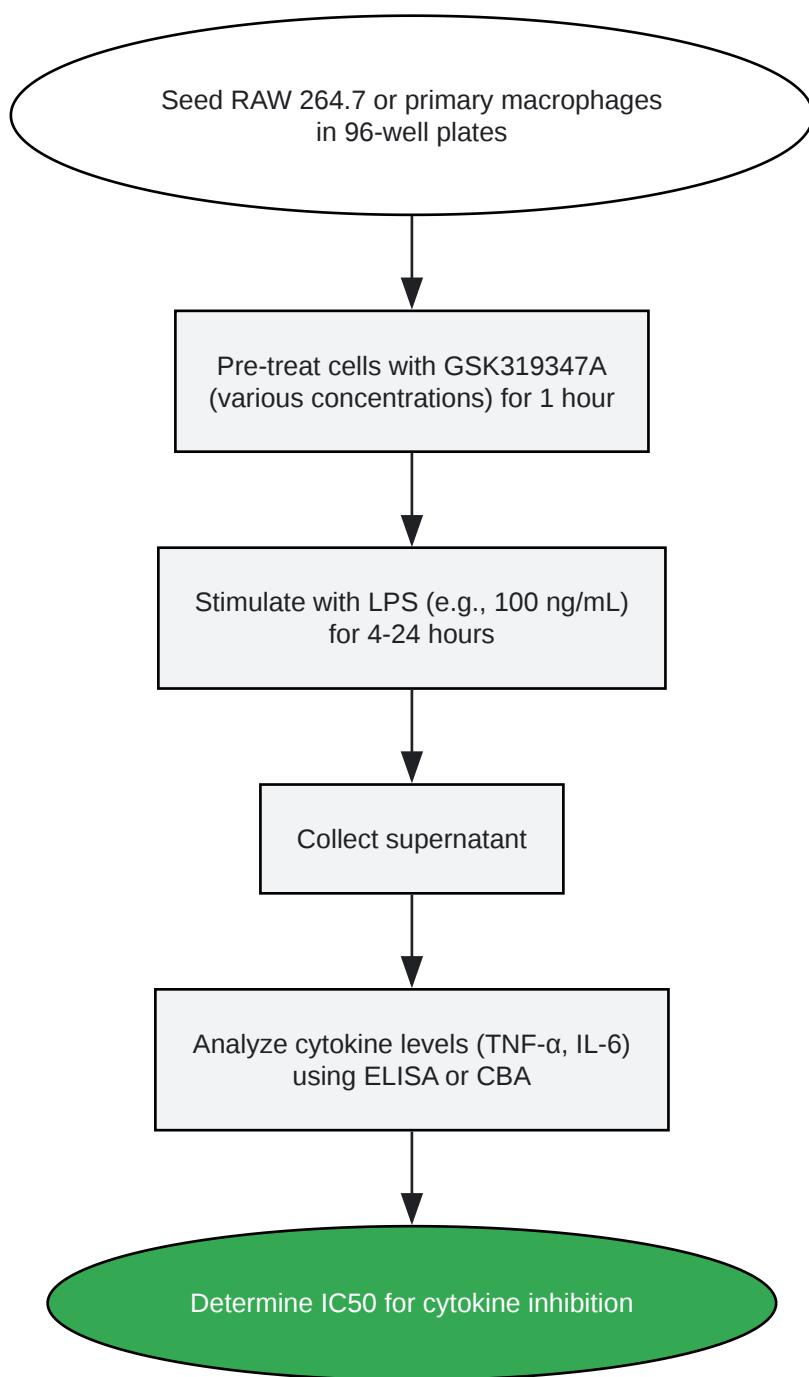 Seed RAW 264.7 or primary macrophages
in 96-well plates
Pre-treat cells with GSK319347A
(various concentrations) for 1 hour
Stimulate with LPS (e.g., 100 ng/mL)
for 4-24 hours
Collect supernatant
Analyze cytokine levels (TNF-α, IL-6)
using ELISA or CBA
Determine IC50 for cytokine inhibition